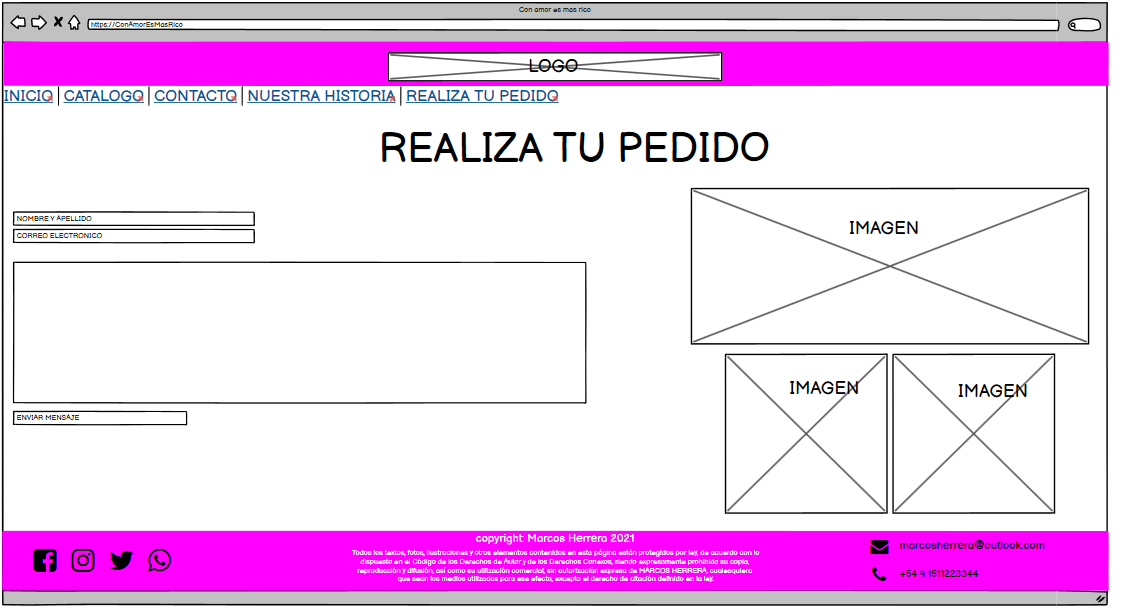 Con amor es mas rico
https://ConAmorEsMasRico
LOGO
INICIO | CATALOGO | CONTACTO | NUESTRA HISTORIA | REALIZA TU PEDIDO
REALIZA TU PEDIDO
NOMBRE Y APELLIDO
CORREO ELECTRONICO
ENVIAR MENSAJE
IMAGEN
IMAGEN
IMAGEN
copyright: Marcos Herrera 2021
Todos los textos, fotos, ilustraciones y otros elementos contenidos en esta página están protegidos por ley, de acuerdo con lo
dispuesto en el Código de los Derechos de Autor y de los Derechos Conexos, siendo expresamente prohibido su copia,
reproducción y difusión, así como su utilización comercial, sin autorización expresa de MARCOS HERRERA, cualesquiera
que sean los medios utilizados para ese efecto, excepto el derecho de citación definido en la ley.
marcosherrera@outlook.com
+54 9 1511223344